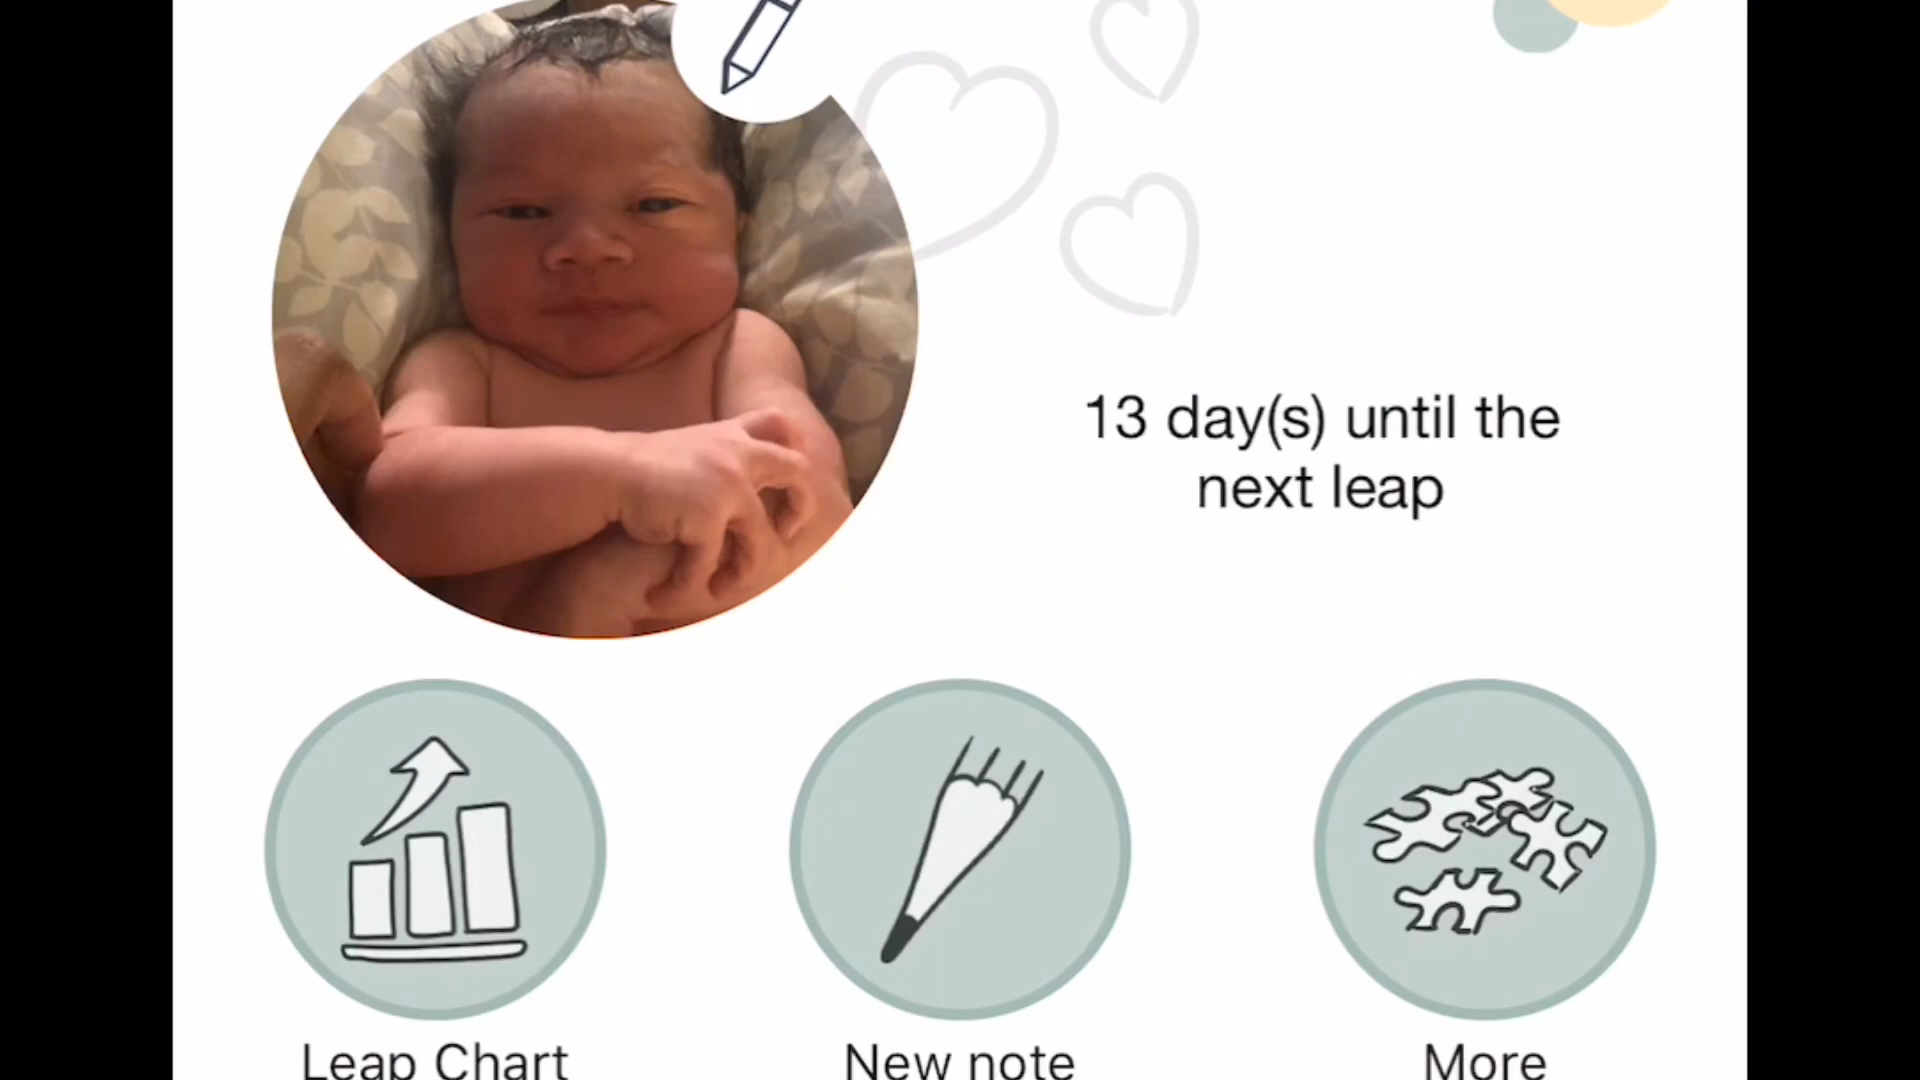 13 day(s) until the
next leap
Leap Chart
New note
More